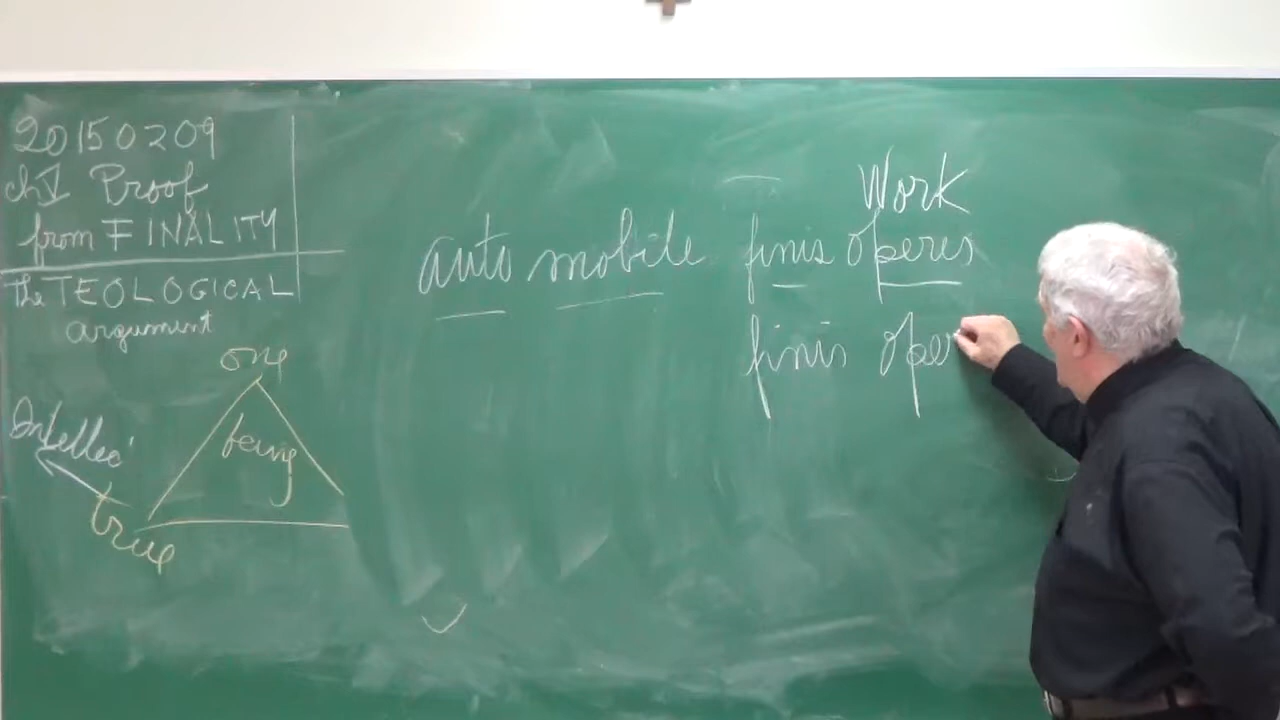 20150209
ch V Proof
from FINALITY
The TEOLOGICAL
argument
one
being
Intellec'
true
Work
auto mobile finis operis
finis oper